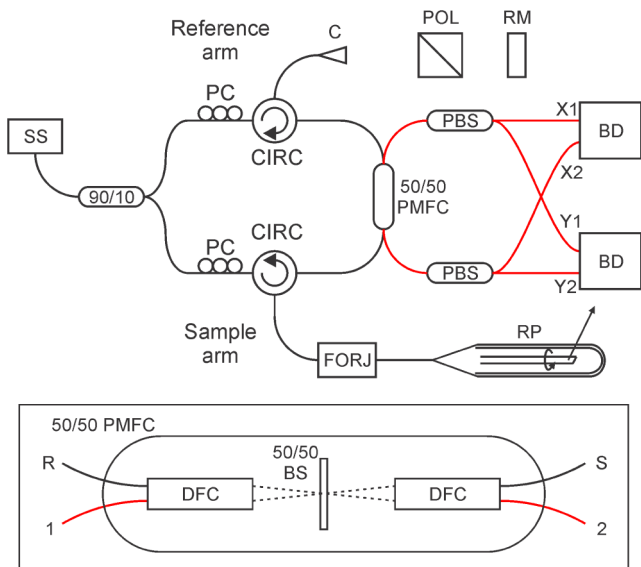 Reference
arm
C
POL
RM
PC
CIRC
SS
90/10
PBS
X1
BD
X2
50/50
PMFC
PC
CIRC
Y1
PBS
Y2
BD
Sample
arm
FORJ
RP
50/50 PMFC
50/50
BS
R
S
DFC
DFC
1
2